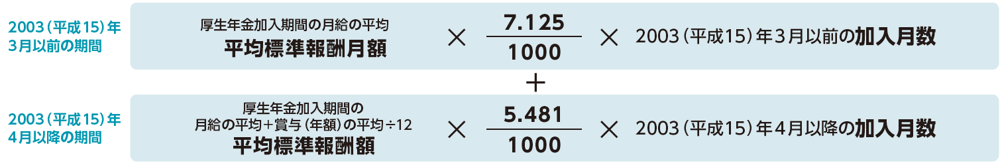 2003（平成15）年
3月以前の期間
厚生年金加入期間の月給の平均
平均標準報酬月額
×
7.125
1000
×
2003（平成15）年3月以前の加入月数
＋
2003（平成15）年
4月以降の期間
厚生年金加入期間の
月給の平均＋賞与（年額）の平均÷12
平均標準報酬額
×
5.481
1000
×
2003（平成15）年4月以降の加入月数